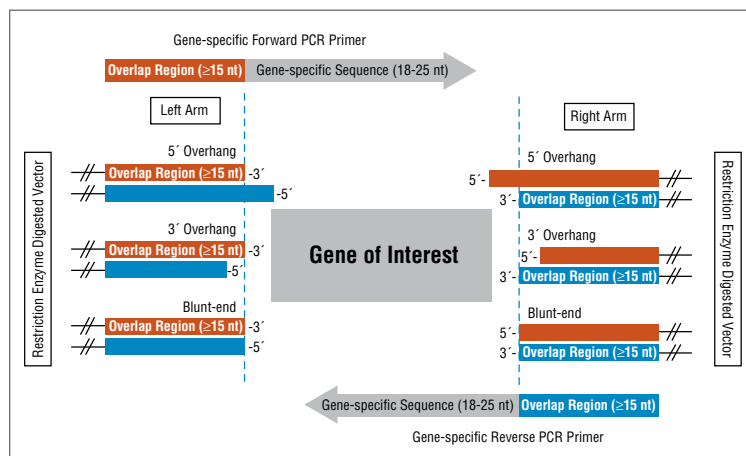 Gene-specific Forward PCR Primer
Overlap Region (≥15 nt) Gene-specific Sequence (18-25 nt)
Left Arm
Right Arm
Restriction Enzyme Digested Vector
5´ Overhang
Overlap Region (≥15 nt) -3´
-5´
3´ Overhang
Overlap Region (≥15 nt) -3´
-5´
Blunt-end
Overlap Region (≥15 nt) -3´
-5´
Gene of Interest
5´ Overhang
5´-
3´- Overlap Region (≥15 nt)
3´ Overhang
5´-
3´- Overlap Region (≥15 nt)
Blunt-end
5´-
3´- Overlap Region (≥15 nt)
Restriction Enzyme Digested Vector
Gene-specific Sequence (18-25 nt) Overlap Region (≥15 nt)
Gene-specific Reverse PCR Primer